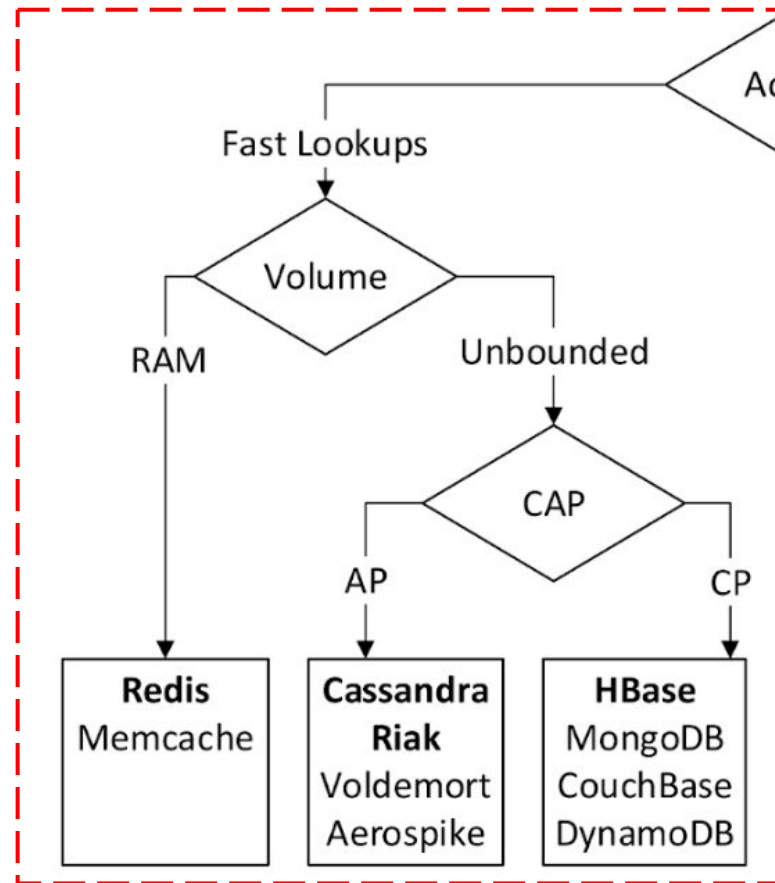 Fast Lookups
Volume
RAM
Unbounded
CAP
AP
CP
Redis
Memcache
Cassandra
Riak
Voldemort
Aerospike
HBase
MongoDB
CouchBase
DynamoDB